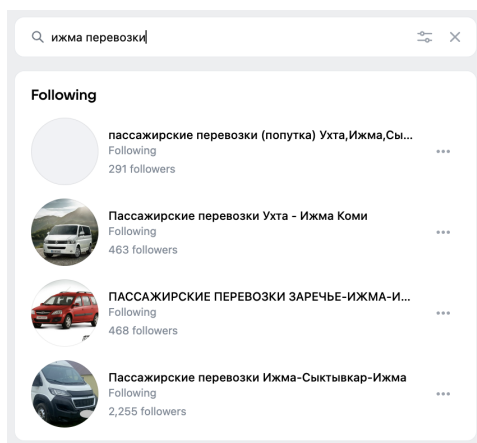 ижма перевозки
Following
пассажирские перевозки (попутка) Ухта,Ижма,Сы...
Following
291 followers
Пассажирские перевозки Ухта - Ижма Коми
Following
463 followers
ПАССАЖИРСКИЕ ПЕРЕВОЗКИ ЗАРЕЧЬЕ-ИЖМА-И...
Following
468 followers
Пассажирские перевозки Ижма-Сыктывкар-Ижма
Following
2,255 followers